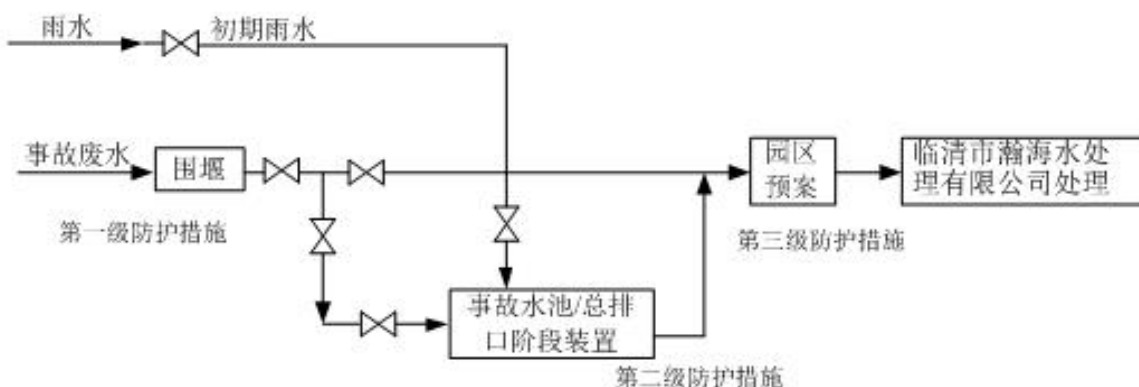 雨水
初期雨水
事故废水
围堰
园区
预案
临清市瀚海水处
理有限公司处理
第一级防护措施
第三级防护措施
事故水池/总排
口阶段装置
第二级防护措施